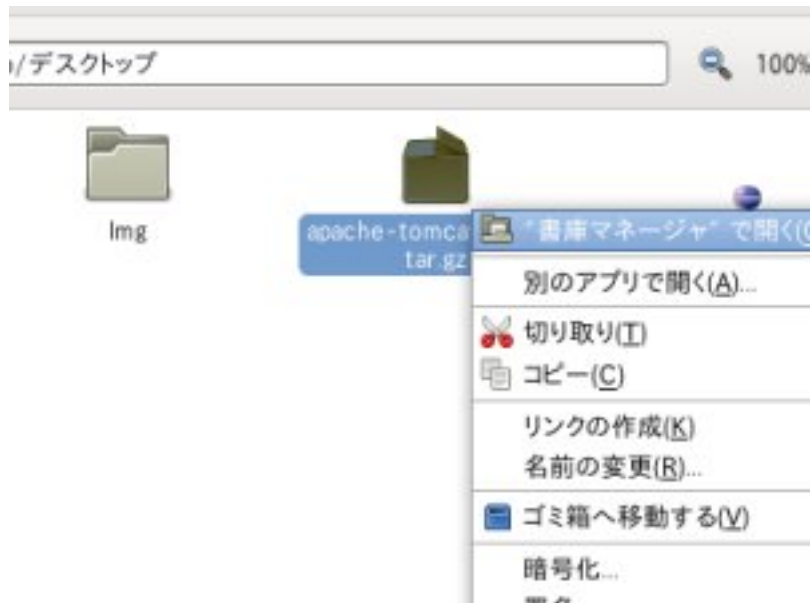 /デスクトップ
100%
Img
apache-tomca
tar.gz
"書庫マネージャ" で開く(
別のアプリで開く(A)...
切り取り(T)
コピー(C)
リンクの作成(K)
名前の変更(R)...
ゴミ箱へ移動する(V)
暗号化...